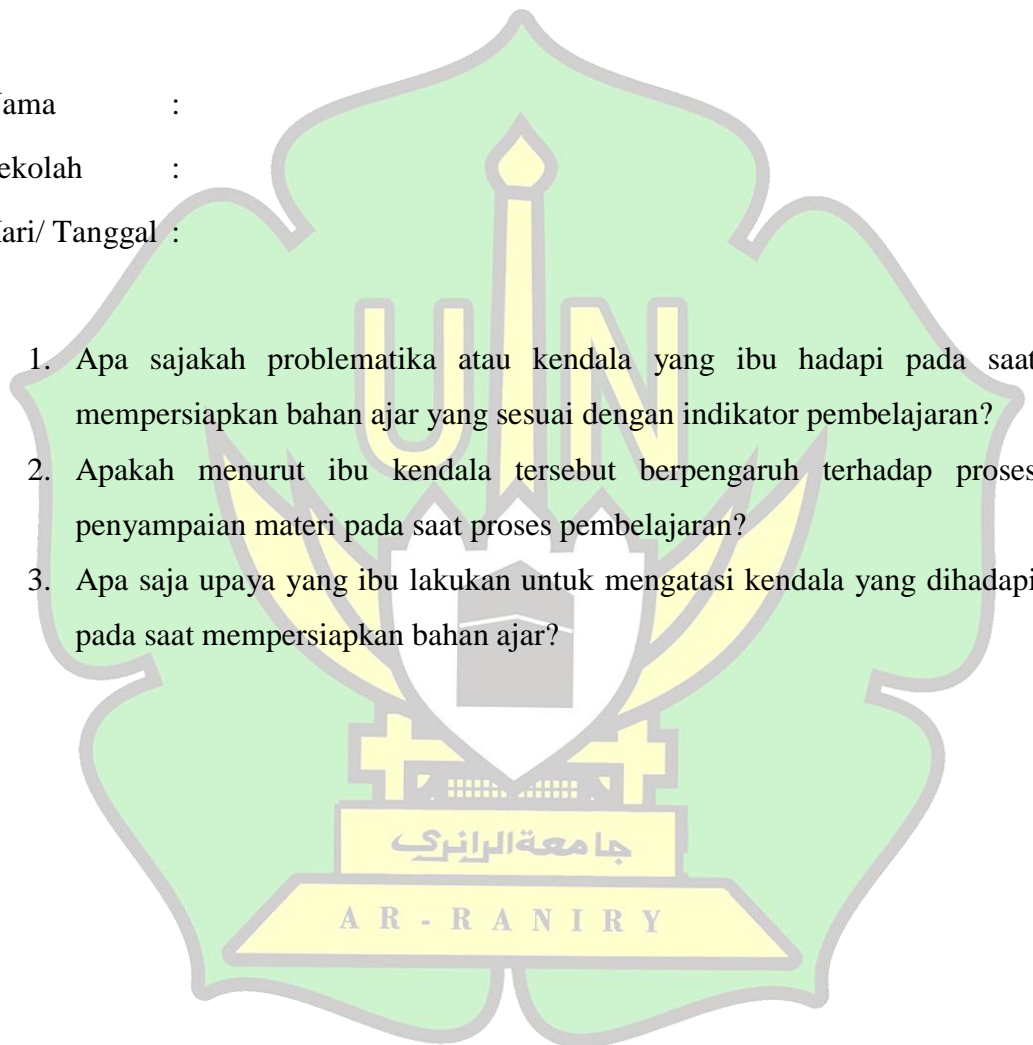 Nama :
ekolah :
Hari/ Tanggal :
1. Apa sajakah problematika atau kendala yang ibu hadapi pada saat
mempersiapkan bahan ajar yang sesuai dengan indikator pembelajaran?
2. Apakah menurut ibu kendala tersebut berpengaruh terhadap proses
penyampaian materi pada saat proses pembelajaran?
3. Apa saja upaya yang ibu lakukan untuk mengatasi kendala yang dihadapi
pada saat mempersiapkan bahan ajar?
UIN
جامعة الرانري
AR-RANIRY